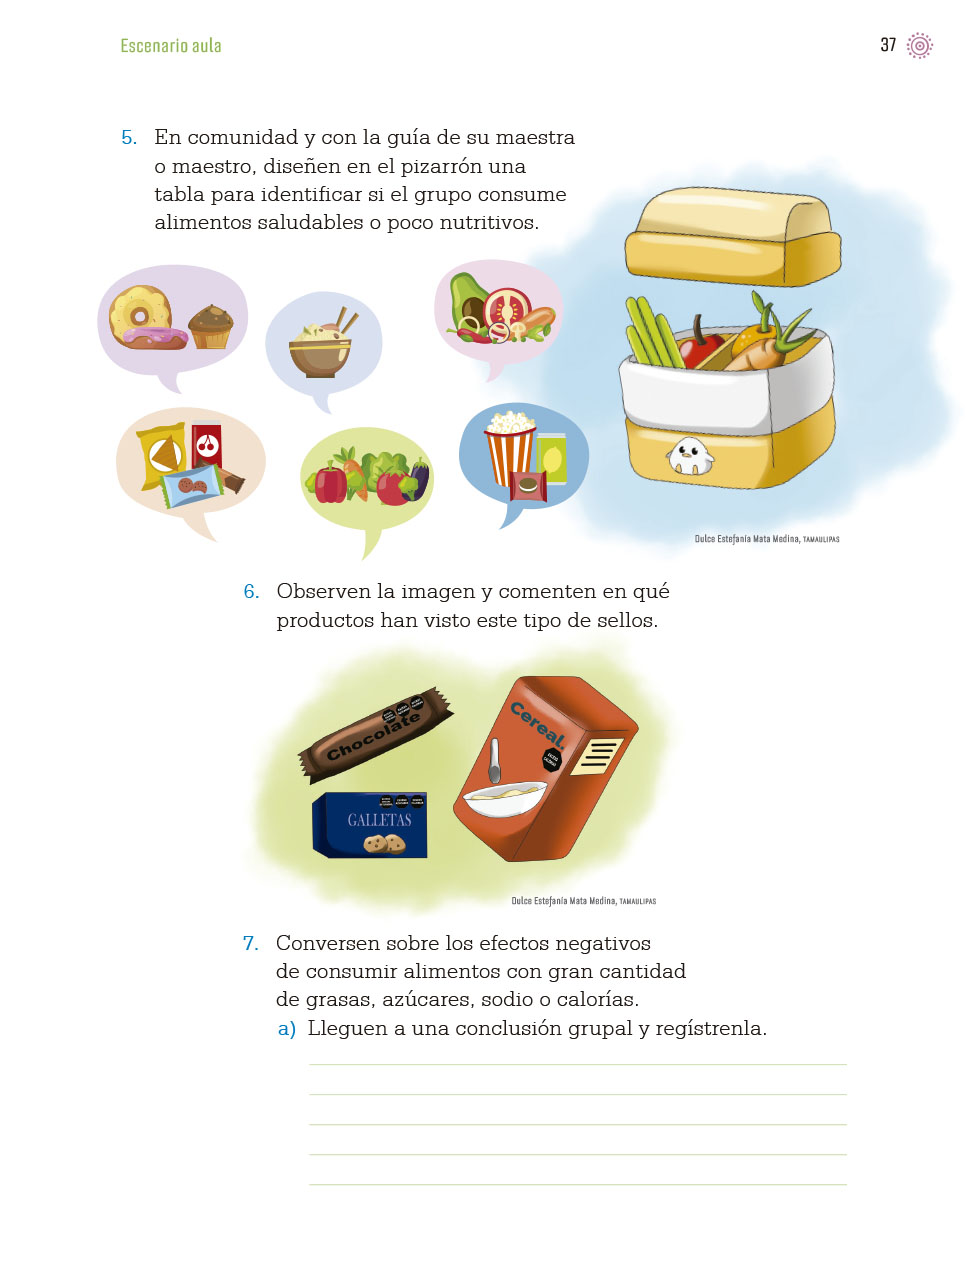 Escenario aula
37
5. En comunidad y con la guía de su maestra
o maestro, diseñen en el pizarrón una
tabla para identificar si el grupo consume
alimentos saludables o poco nutritivos.
Dulce Estefanía Mata Medina, TAMAULIPAS
6. Observen la imagen y comenten en qué
productos han visto este tipo de sellos.
Chocolate
Cereal.
GALLETAS
Dulce Estefanía Mata Medina, TAMAULIPAS
7. Conversen sobre los efectos negativos
de consumir alimentos con gran cantidad
de grasas, azúcares, sodio o calorías.
a) Lleguen a una conclusión grupal y regístrenla.